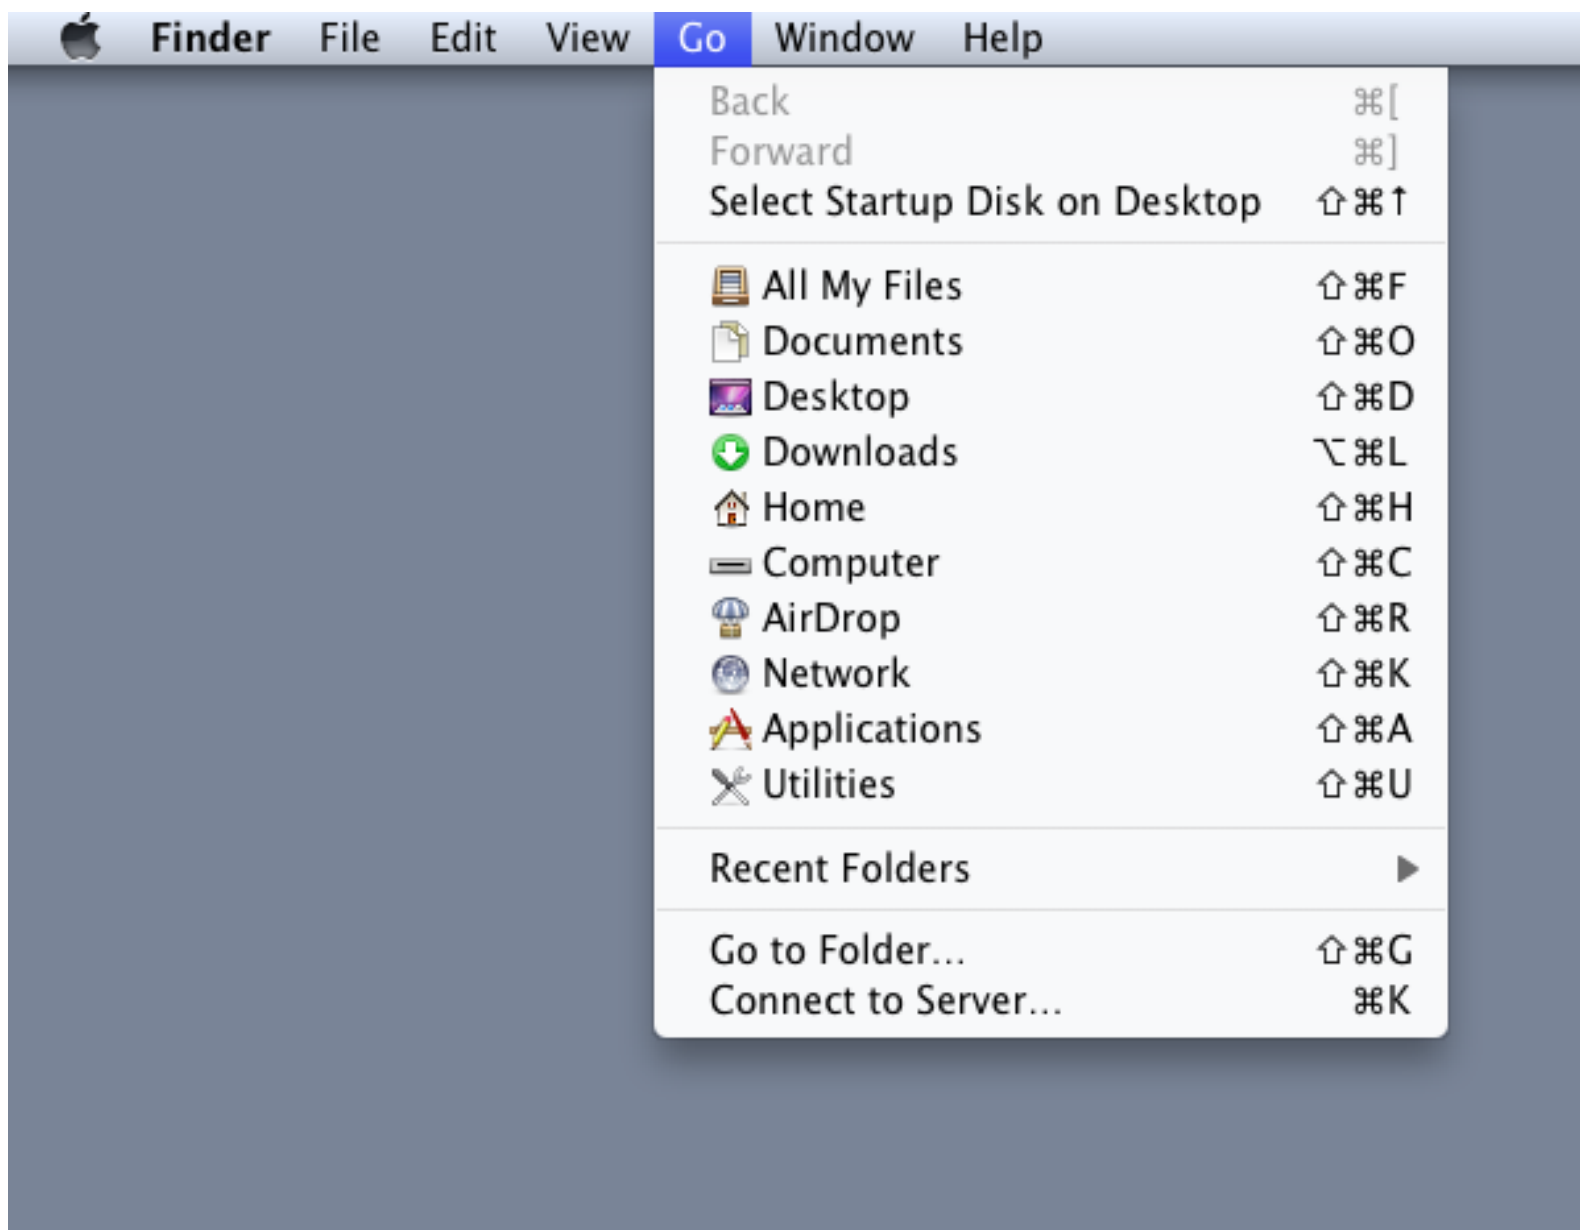 Finder File Edit View Go Window Help
Back ⌘[
Forward ⌘]
Select Startup Disk on Desktop ⇧⌘↑
All My Files ⇧⌘F
Documents ⇧⌘O
Desktop ⇧⌘D
Downloads ⌥⌘L
Home ⇧⌘H
Computer ⇧⌘C
AirDrop ⇧⌘R
Network ⇧⌘K
Applications ⇧⌘A
Utilities ⇧⌘U
Recent Folders ▶
Go to Folder... ⇧⌘G
Connect to Server... ⌘K